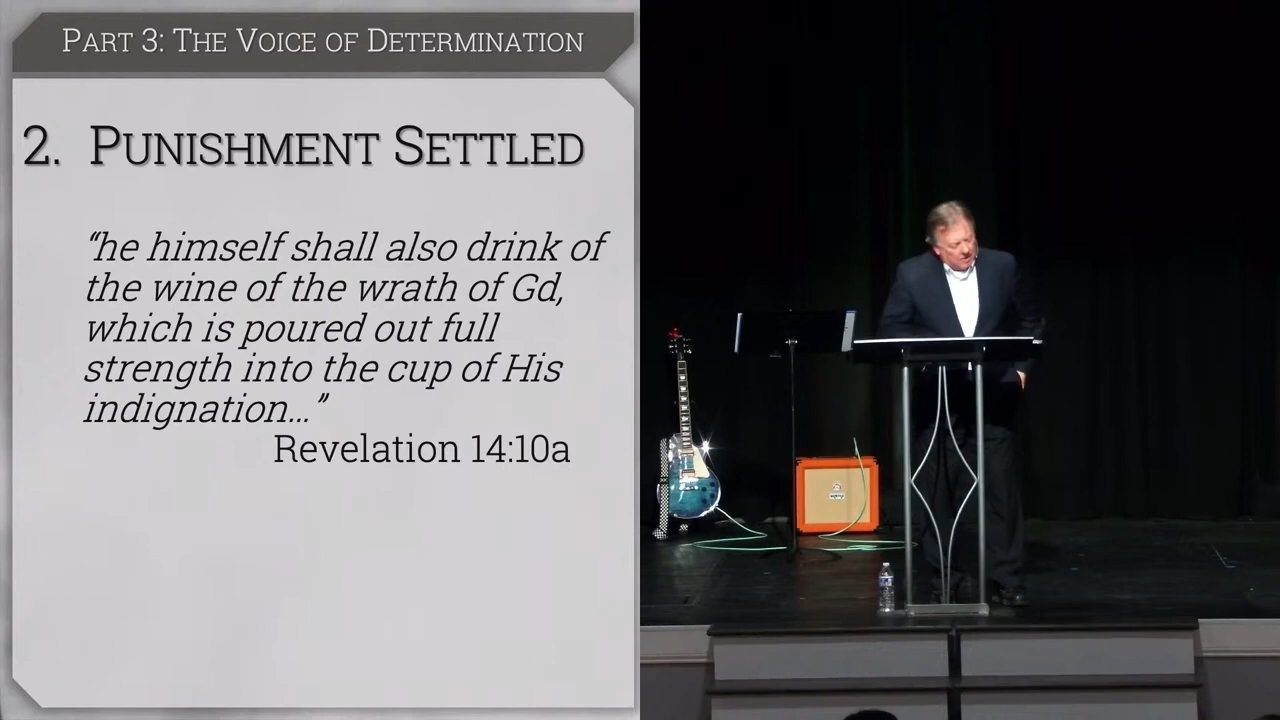 PART 3: THE VOICE OF DETERMINATION
2. PUNISHMENT SETTLED
“he himself shall also drink of
the wine of the wrath of Gd,
which is poured out full
strength into the cup of His
indignation…”
Revelation 14:10a